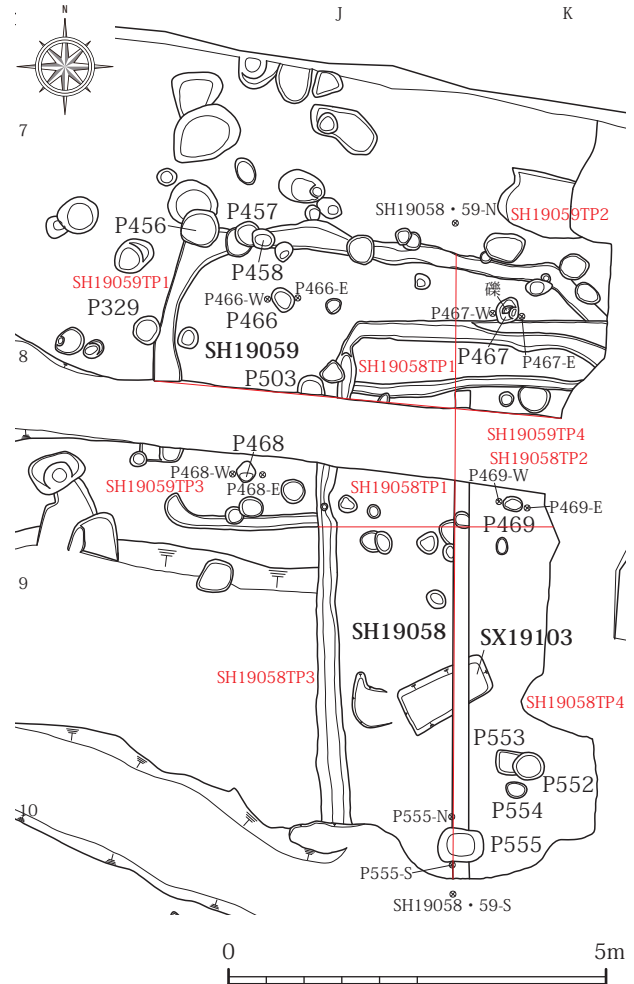 N
J
K
7
P457
P456
SH19058・59-N
SH19059TP2
P458
SH19059TP1
P466-E
P466-W
P466
礫
P329
P467-W
P467
P467-E
SH19059
8
SH19058TP1
P503
SH19059TP4
P468
SH19058TP2
P468-W
P469-W
SH19059TP3
P468-E
SH19058TP1
P469-E
P469
9
SH19058
SX19103
SH19058TP3
SH19058TP4
P553
P552
P554
10
P555-N
P555
P555-S
SH19058・59-S
0
5m